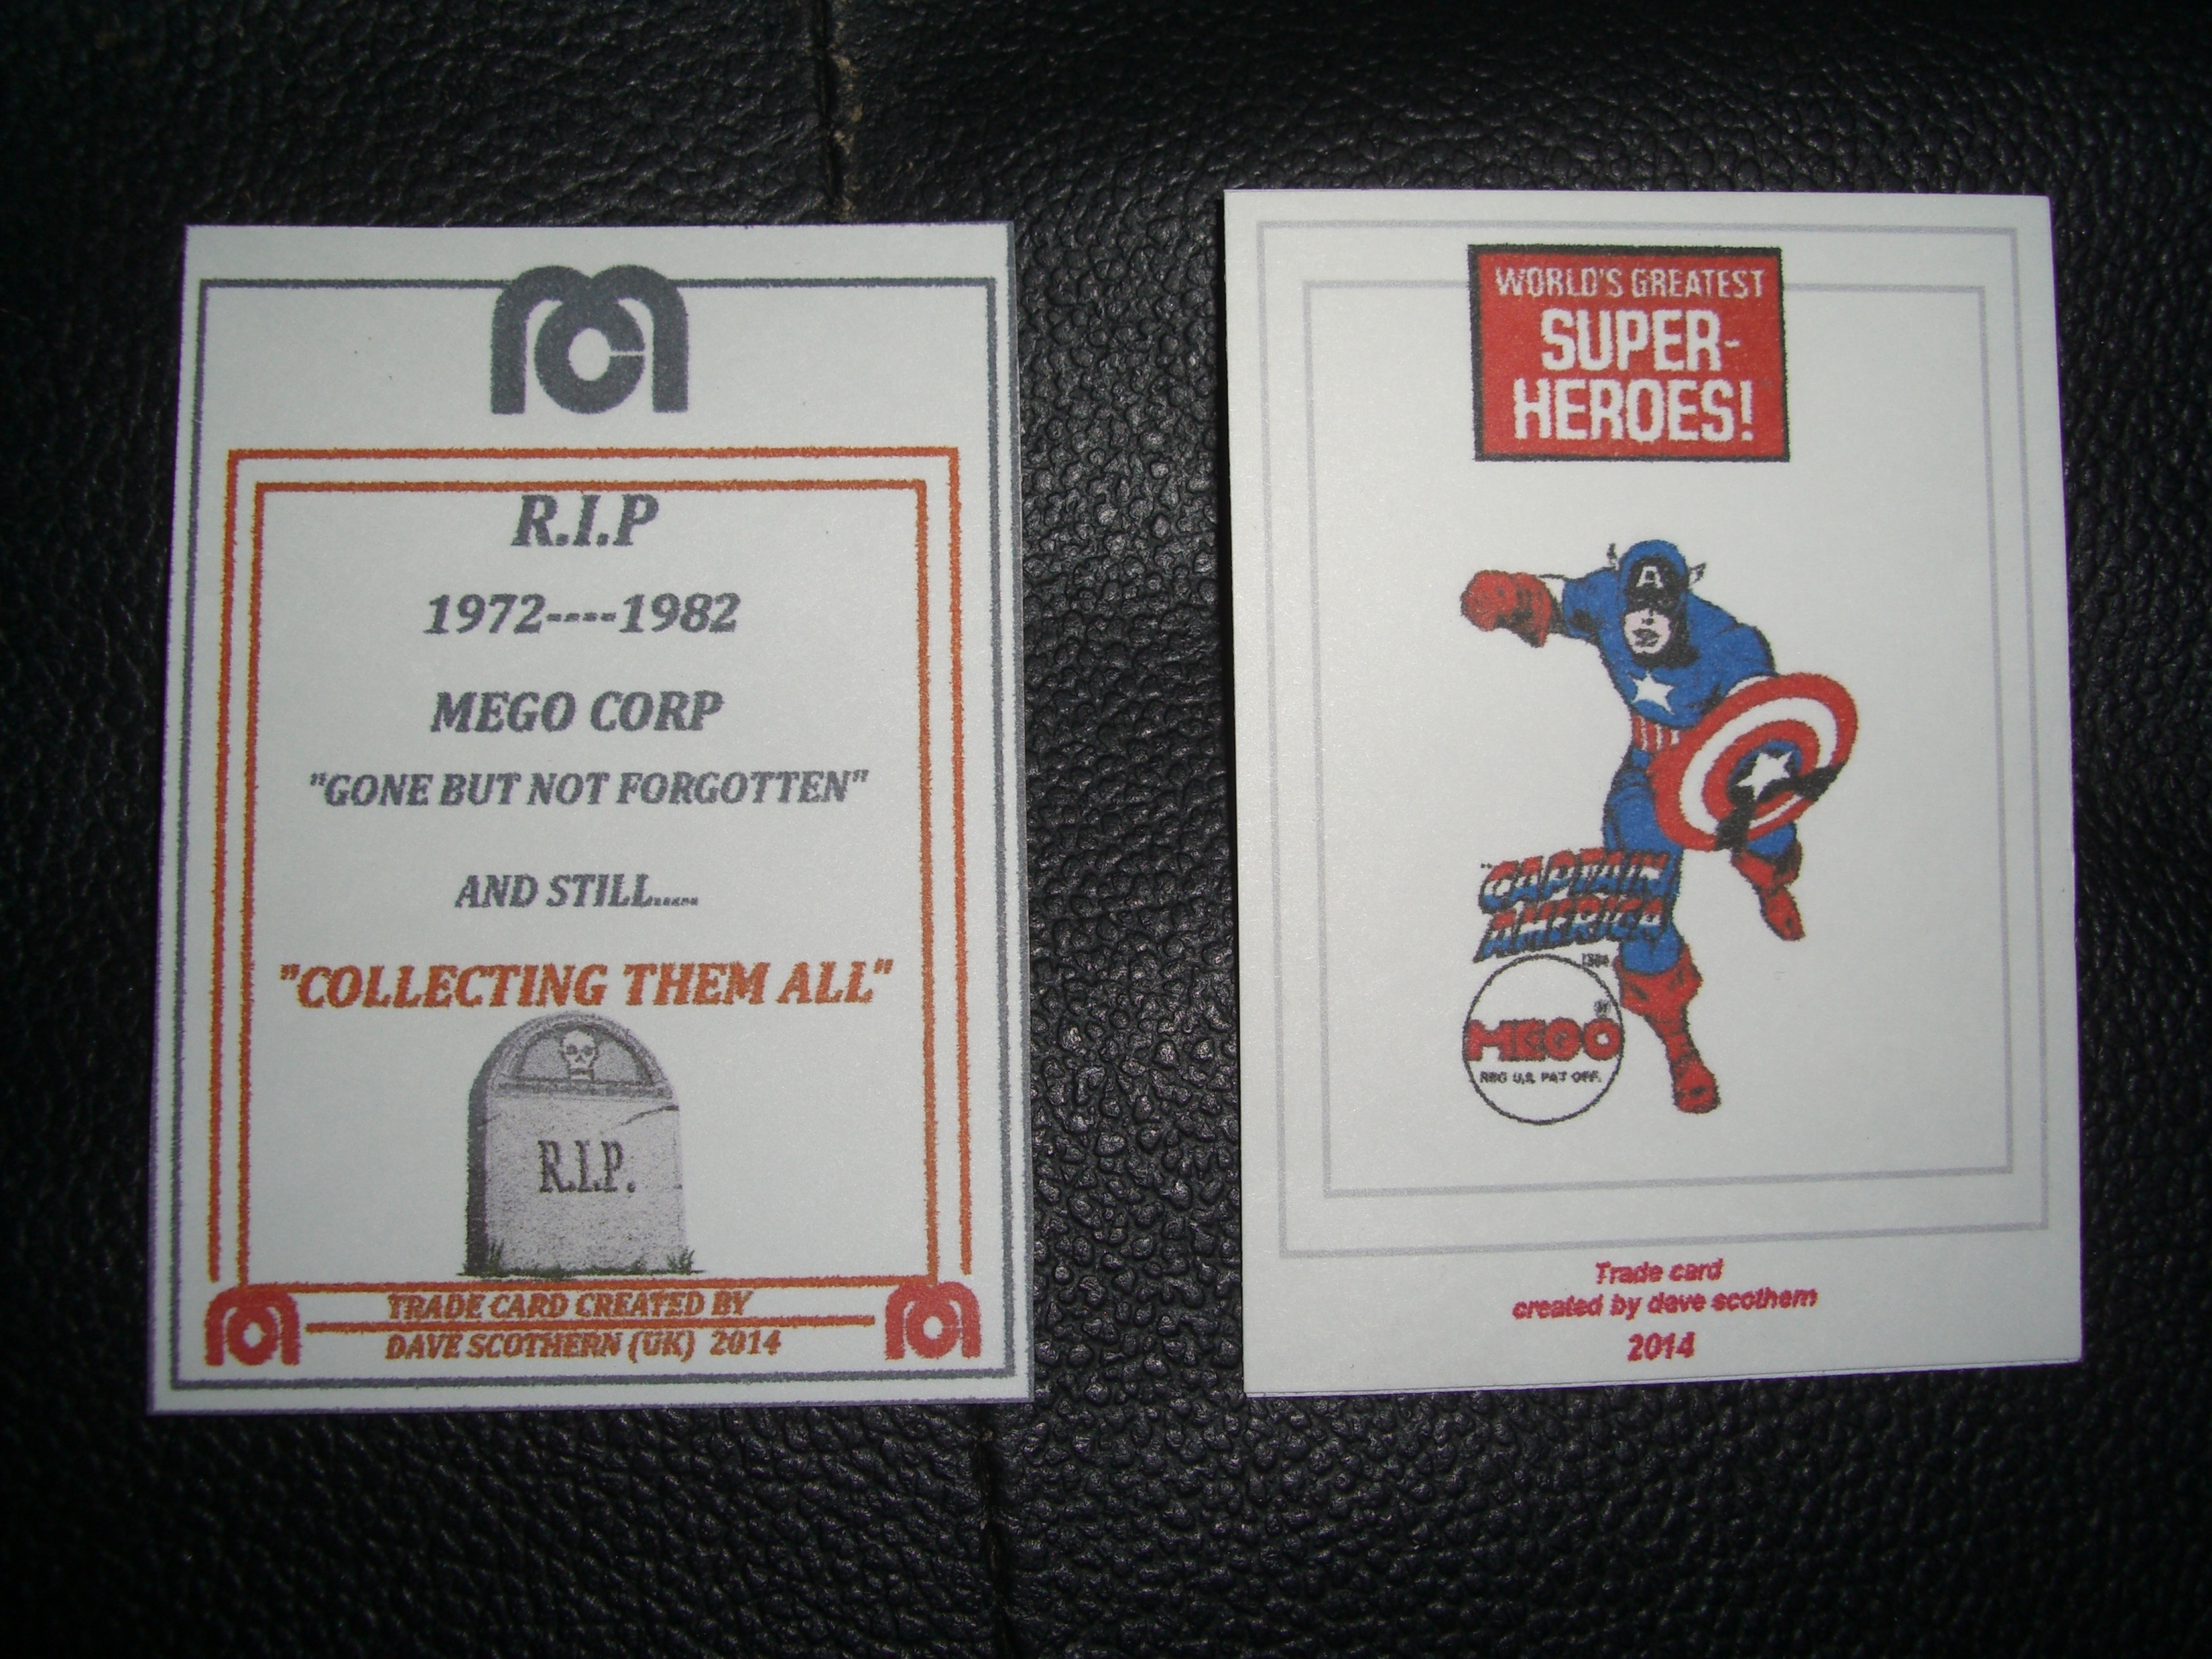 R.I.P
1972----1982
MEGO CORP
"GONE BUT NOT FORGOTTEN"
AND STILL.....
"COLLECTING THEM ALL"
R.I.P.
TRADE CARD CREATED BY
DAVE SCOTHERN (UK) 2014
WORLD'S GREATEST
SUPER-
HEROES!
A
CAPTAIN
AMERICA
MEGO ®
REG U.S. PAT OFF.
Trade card
created by dave scothern
2014